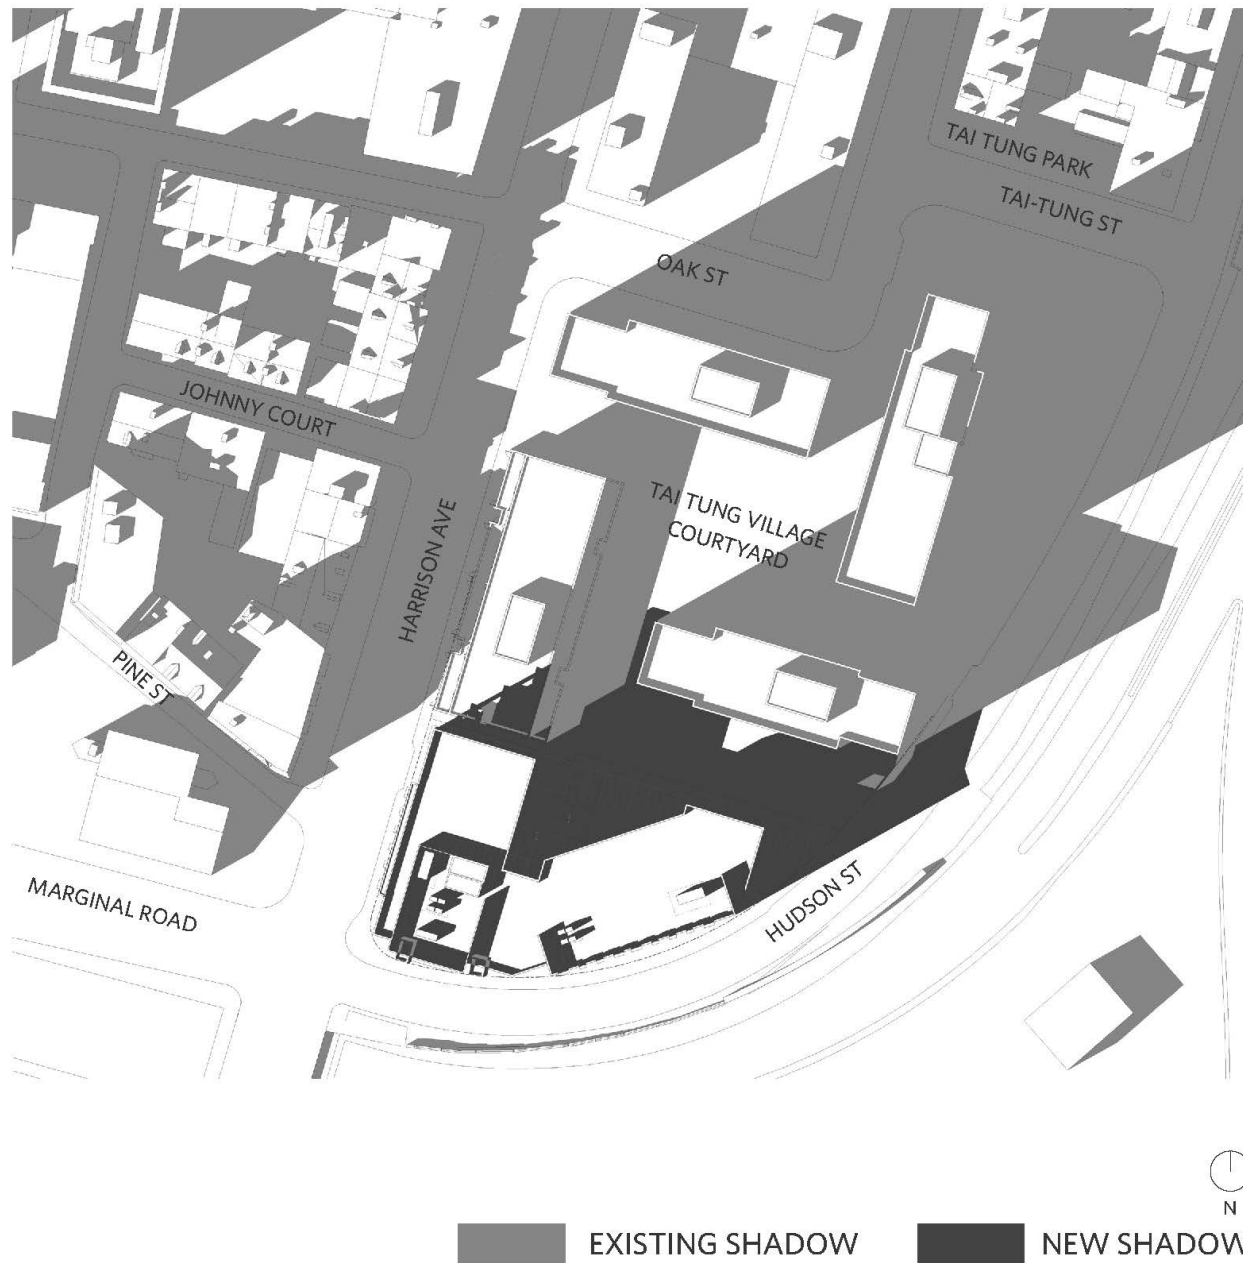 TAI TUNG PARK
TAI-TUNG ST
OAK ST
JOHNNY COURT
TAI TUNG VILLAGE
COURTYARD
HARRISON AVE
PINE ST
MARGINAL ROAD
HUDSON ST
N
EXISTING SHADOW
NEW SHADOW